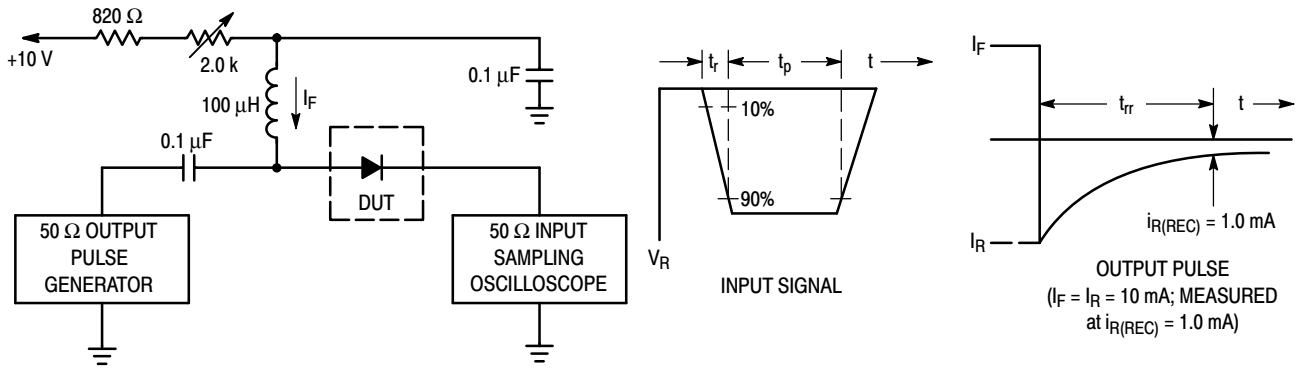 820 Ω
+10 V
2.0 k
100 μH
I_F
0.1 μF
0.1 μF
DUT
50 Ω OUTPUT
PULSE
GENERATOR
50 Ω INPUT
SAMPLING
OSCILLOSCOPE
t_r
t_p
t
10%
90%
V_R
INPUT SIGNAL
I_F
t_rr
t
I_R
i_R(REC) = 1.0 mA
OUTPUT PULSE
(I_F = I_R = 10 mA; MEASURED
at i_R(REC) = 1.0 mA)